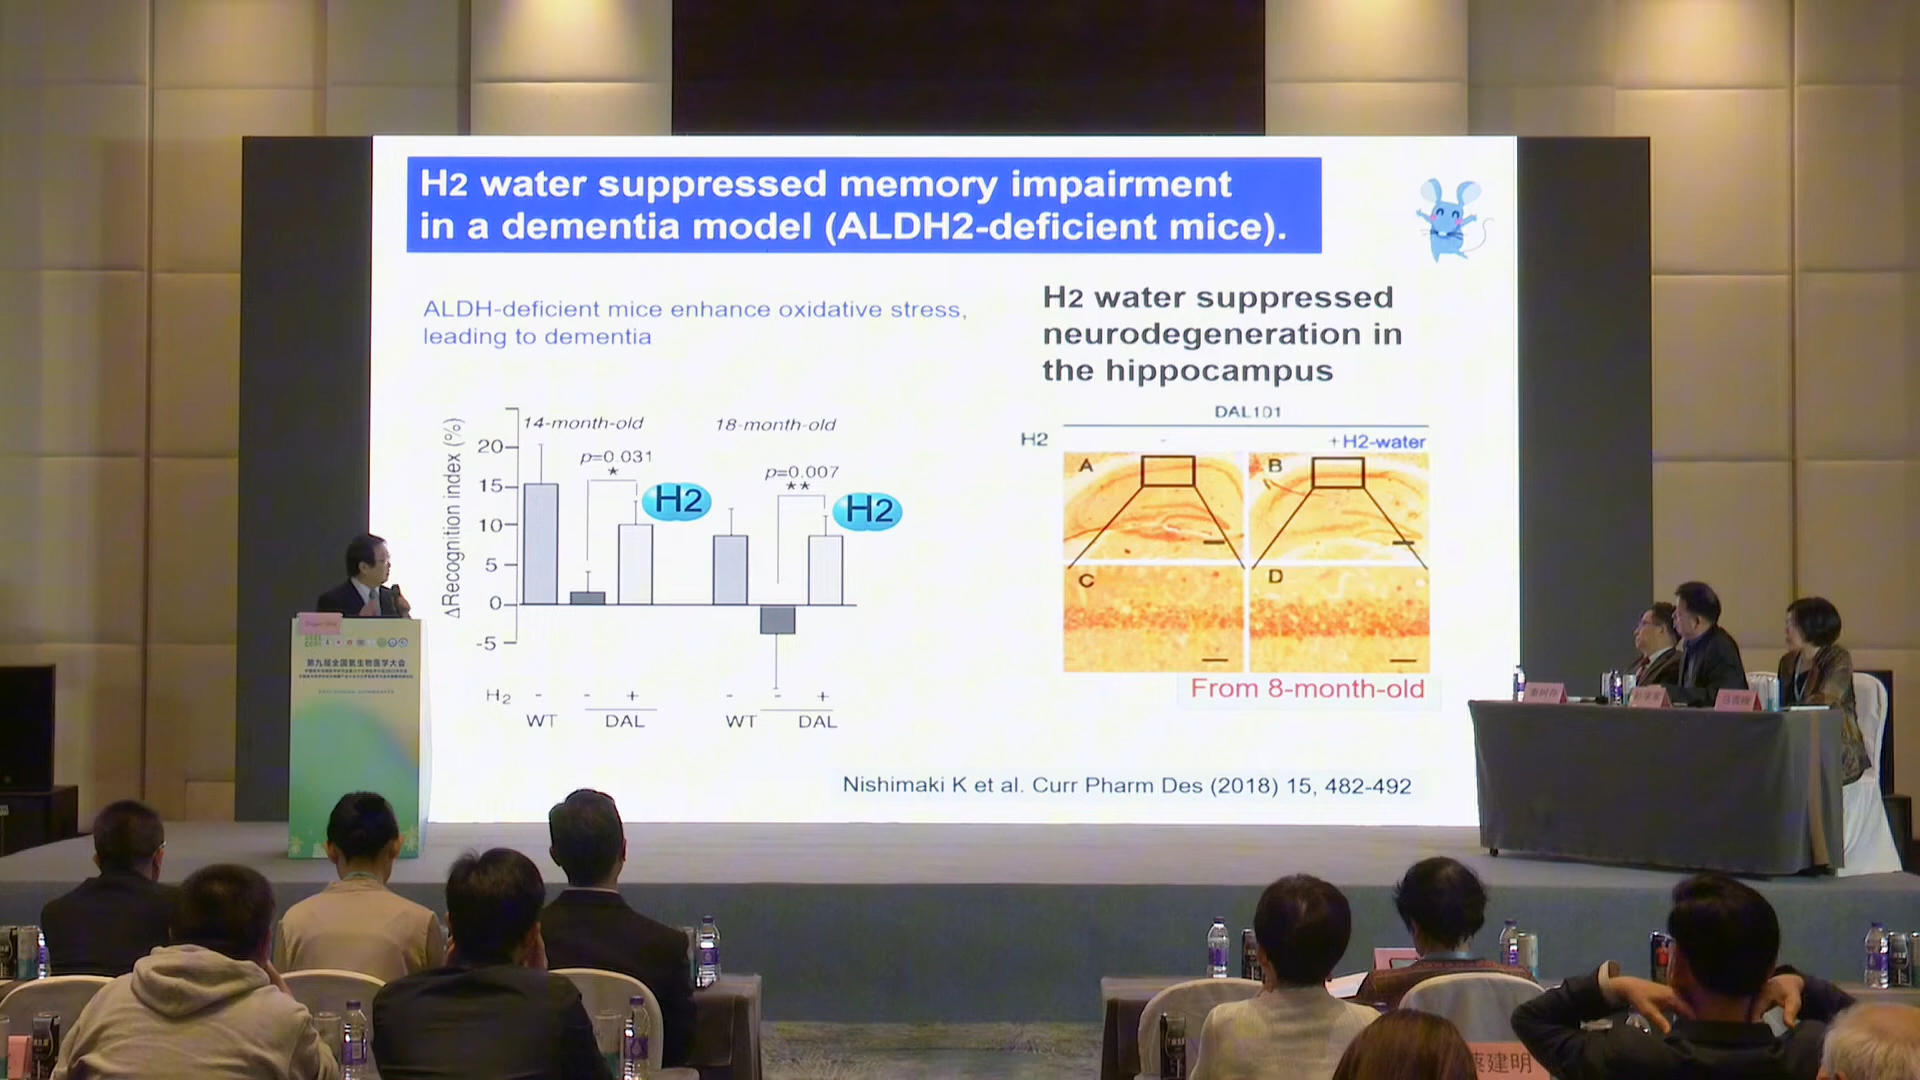 H2 water suppressed memory impairment
in a dementia model (ALDH2-deficient mice).
ALDH-deficient mice enhance oxidative stress,
leading to dementia
H2 water suppressed
neurodegeneration in
the hippocampus
ΔRecognition index (%)
14-month-old
18-month-old
20
15
10
5
0
-5
p=0.031
*
H2
p=0.007
**
H2
H2 - - + - - +
WT DAL WT DAL
DAL101
H2 - +H2-water
A B
C D
From 8-month-old
Nishimaki K et al. Curr Pharm Des (2018) 15, 482-492
第九届全国氢生物医学大会
蔡建明